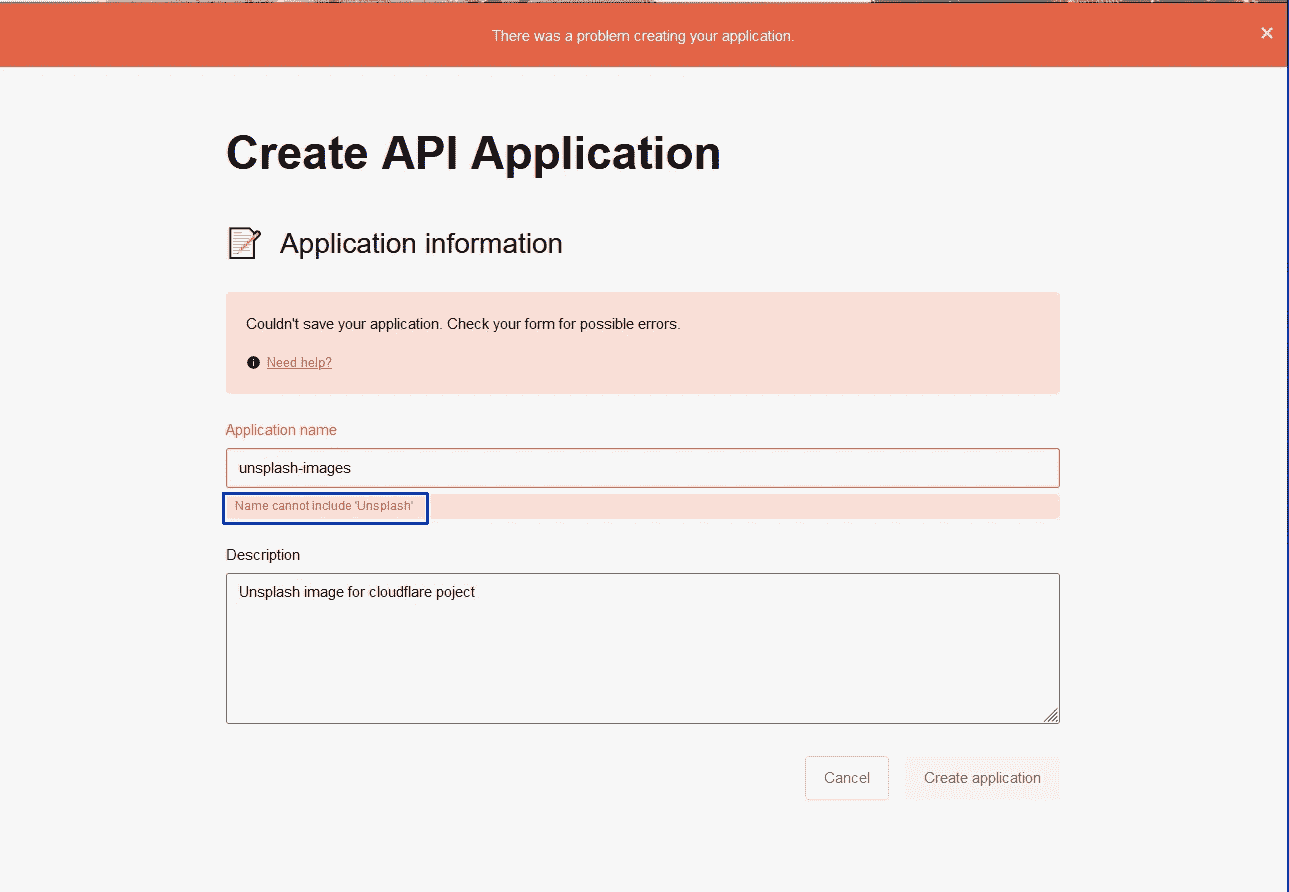 There was a problem creating your application.
Create API Application
Application information
Couldn't save your application. Check your form for possible errors.
Need help?
Application name
unsplash-images
Name cannot include 'Unsplash'
Description
Unsplash image for cloudflare poject
Cancel
Create application